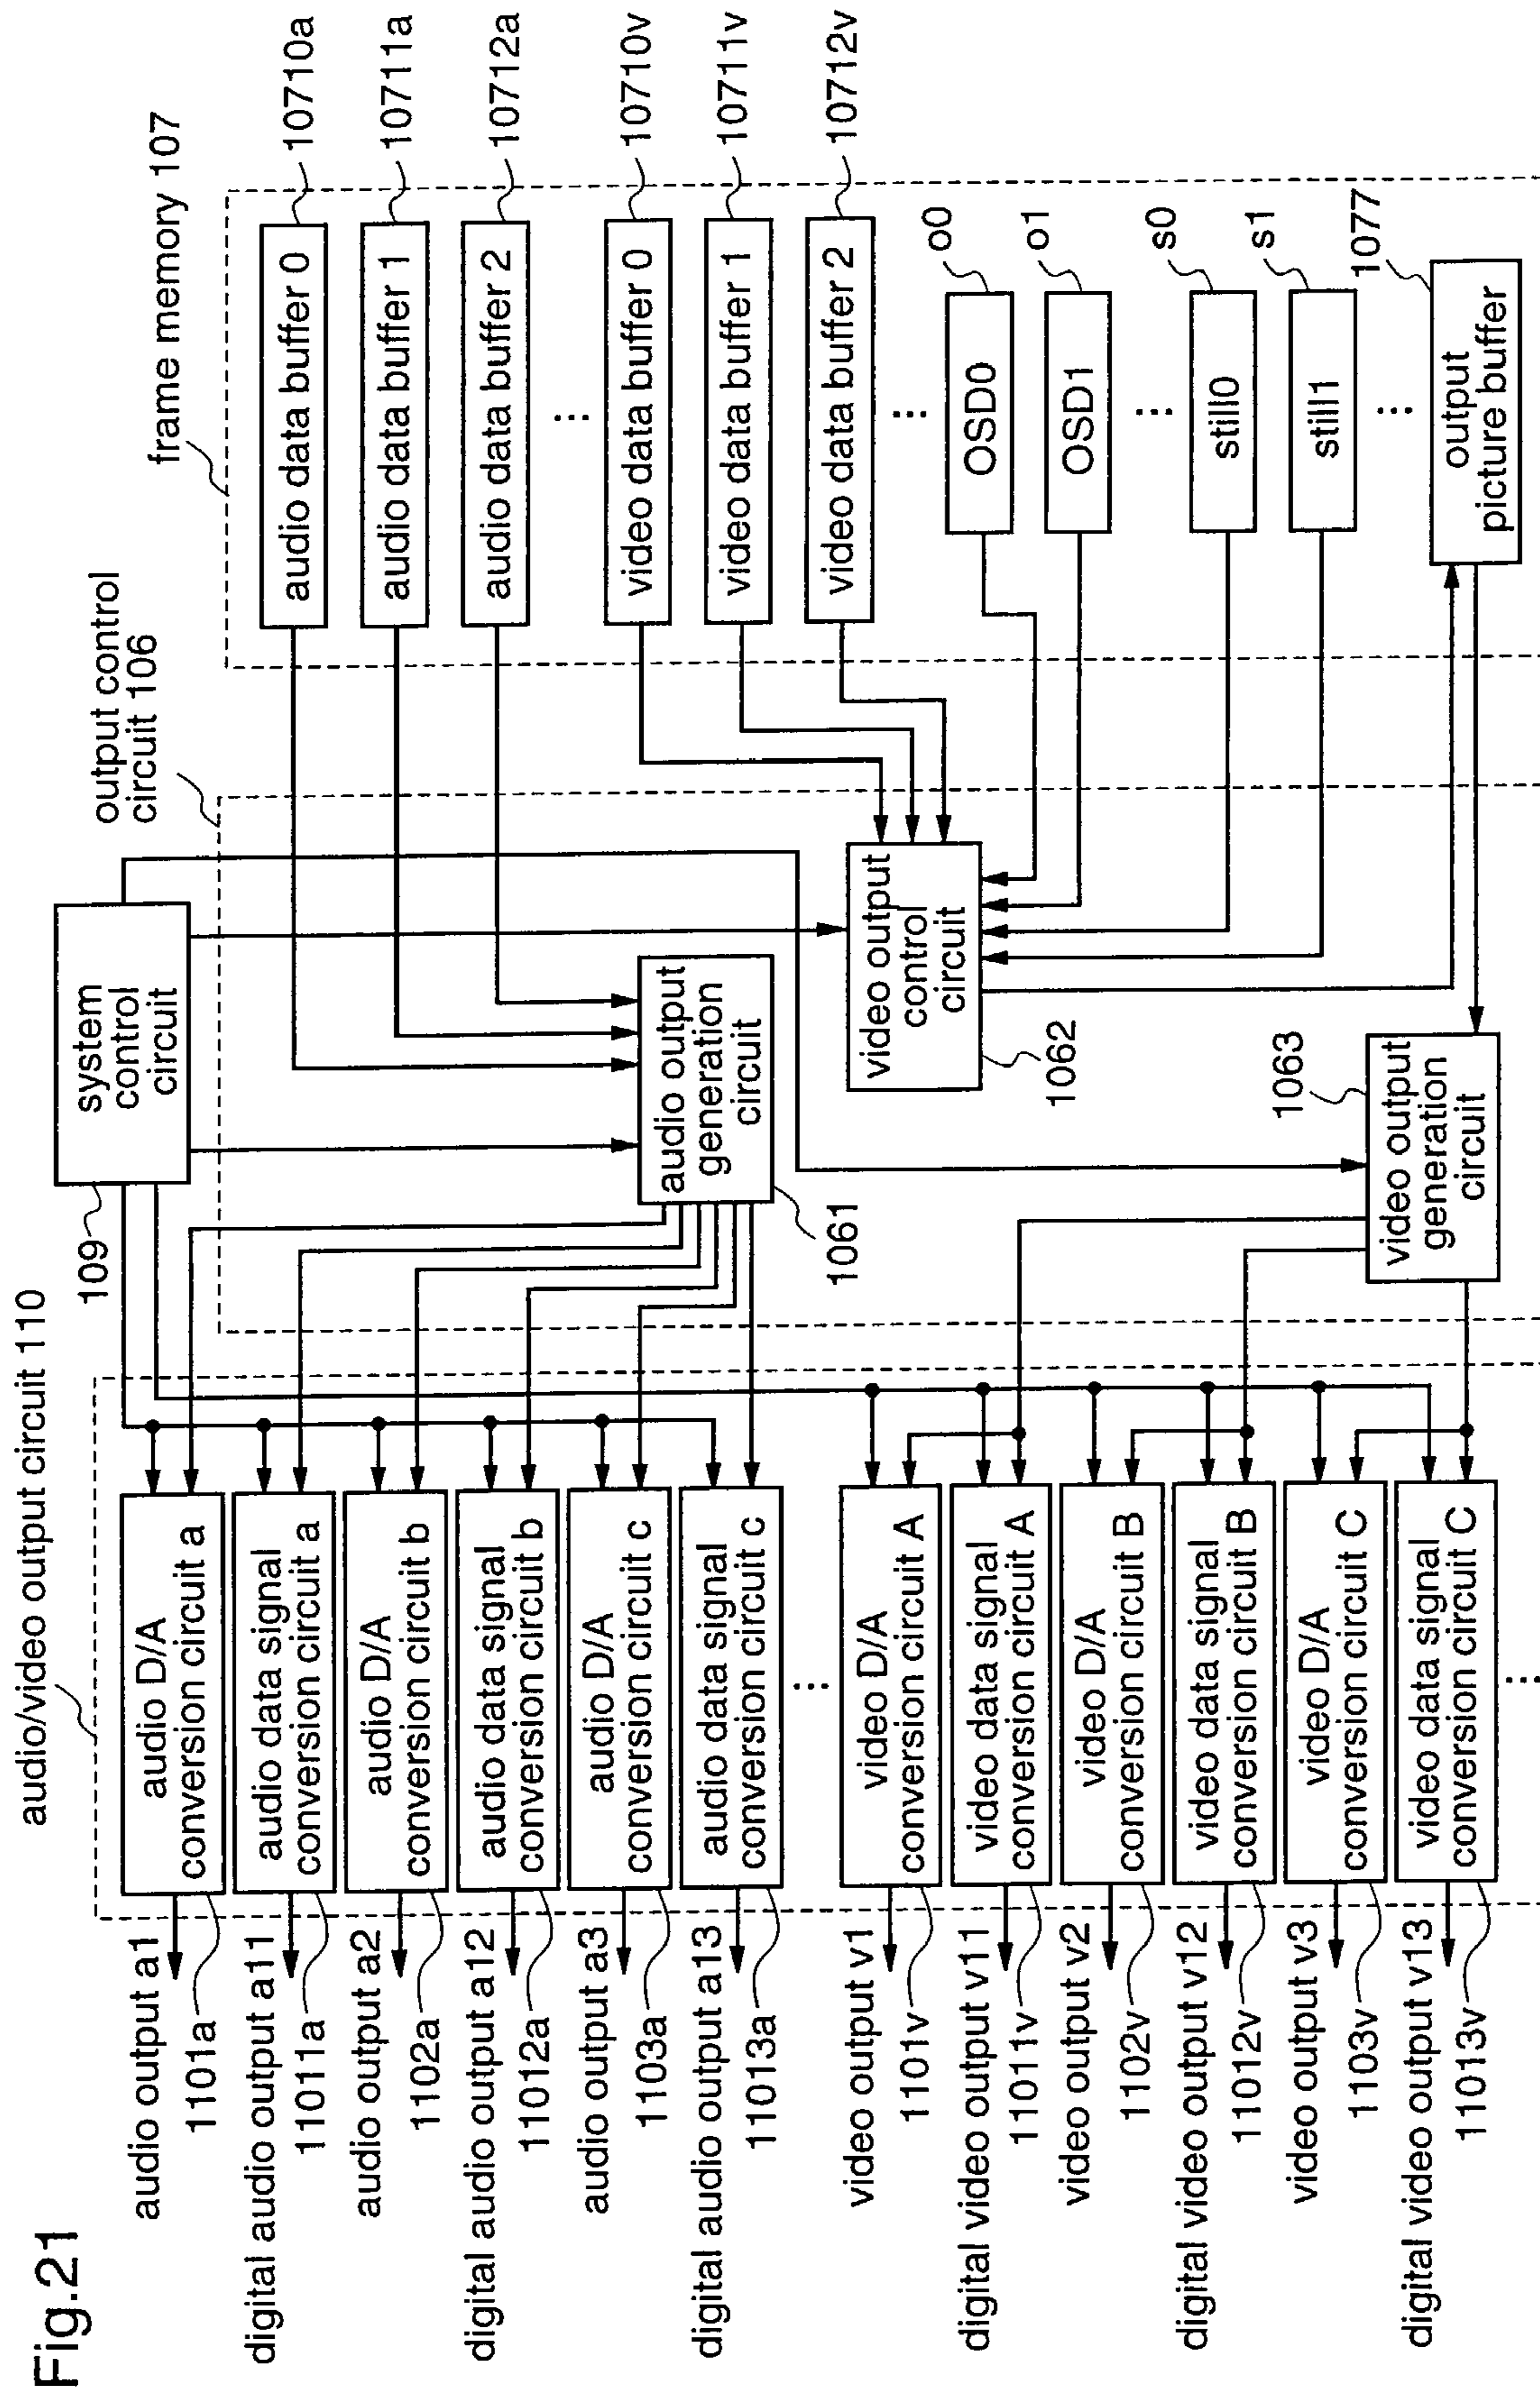 Fig.21
audio/video output circuit 110
109
system
control
circuit
output control
circuit 106
frame memory 107
audio output a1
1101a
digital audio output a11
11011a
audio output a2
1102a
digital audio output a12
11012a
audio output a3
1103a
digital audio output a13
11013a
video output v1
1101v
digital video output v11
11011v
video output v2
1102v
digital video output v12
11012v
video output v3
1103v
digital video output v13
11013v
audio D/A
conversion circuit a
audio data signal
conversion circuit a
audio D/A
conversion circuit b
audio data signal
conversion circuit b
audio D/A
conversion circuit c
audio data signal
conversion circuit c
...
video D/A
conversion circuit A
video data signal
conversion circuit A
video D/A
conversion circuit B
video data signal
conversion circuit B
video D/A
conversion circuit C
video data signal
conversion circuit C
...
audio output
generation
circuit
1061
video output
control
circuit
1062
1063
video output
generation
circuit
audio data buffer 0
10710a
audio data buffer 1
10711a
audio data buffer 2
10712a
...
video data buffer 0
10710v
video data buffer 1
10711v
video data buffer 2
10712v
...
OSD0
o0
OSD1
o1
...
still0
s0
still1
s1
...
output
picture buffer
1077